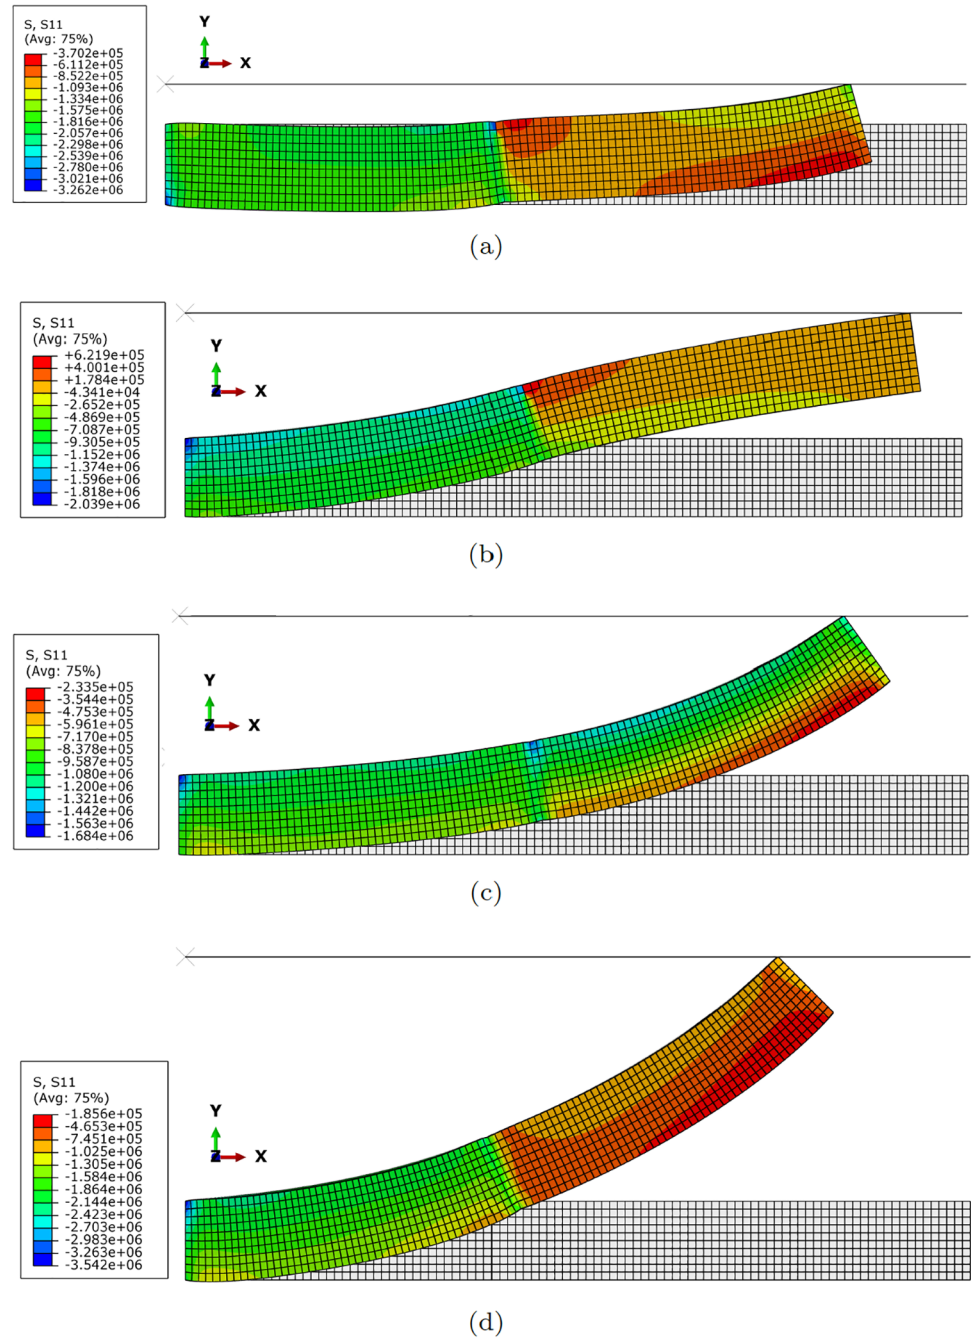 S, S11
(Avg: 75%)
-3.702e+05
-6.112e+05
-8.522e+05
-1.093e+06
-1.334e+06
-1.575e+06
-1.816e+06
-2.057e+06
-2.298e+06
-2.539e+06
-2.780e+06
-3.021e+06
-3.262e+06
Y
Z X
(a)
S, S11
(Avg: 75%)
+6.219e+05
+4.001e+05
+1.784e+05
-4.341e+04
-2.652e+05
-4.869e+05
-7.087e+05
-9.305e+05
-1.152e+06
-1.374e+06
-1.596e+06
-1.818e+06
-2.039e+06
Y
Z X
(b)
S, S11
(Avg: 75%)
-2.335e+05
-3.544e+05
-4.753e+05
-5.961e+05
-7.170e+05
-8.378e+05
-9.587e+05
-1.080e+06
-1.200e+06
-1.321e+06
-1.442e+06
-1.563e+06
-1.684e+06
Y
Z X
(c)
S, S11
(Avg: 75%)
-1.856e+05
-4.653e+05
-7.451e+05
-1.025e+06
-1.305e+06
-1.584e+06
-1.864e+06
-2.144e+06
-2.423e+06
-2.703e+06
-2.983e+06
-3.263e+06
-3.542e+06
Y
Z X
(d)